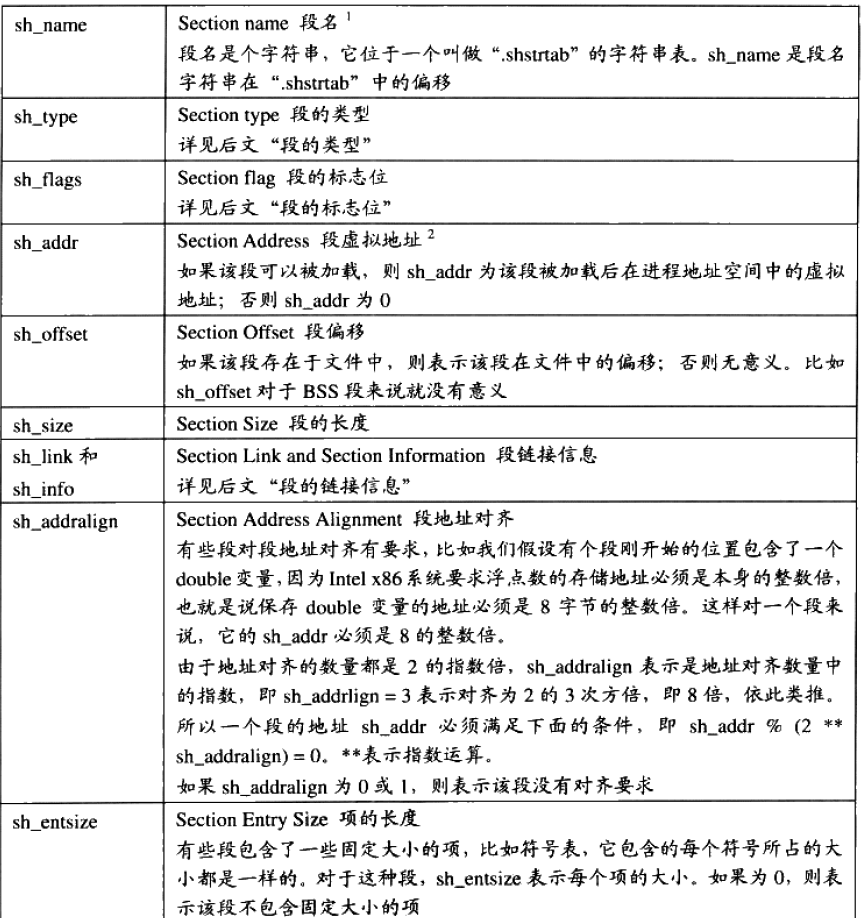 sh_name
Section name 段名 1
段名是个字符串，它位于一个叫做“.shstrtab”的字符串表。sh_name 是段名
字符串在“.shstrtab”中的偏移
sh_type
Section type 段的类型
详见后文“段的类型”
sh_flags
Section flag 段的标志位
详见后文“段的标志位”
sh_addr
Section Address 段虚拟地址 2
如果该段可以被加载，则 sh_addr 为该段被加载后在进程地址空间中的虚拟
地址；否则 sh_addr 为 0
sh_offset
Section Offset 段偏移
如果该段存在于文件中，则表示该段在文件中的偏移；否则无意义。比如
sh_offset 对于 BSS 段来说就没有意义
sh_size
Section Size 段的长度
sh_link 和
sh_info
Section Link and Section Information 段链接信息
详见后文“段的链接信息”
sh_addralign
Section Address Alignment 段地址对齐
有些段对段地址对齐有要求，比如我们假设有个段刚开始的位置包含了一个
double 变量，因为 Intel x86 系统要求浮点数的存储地址必须是本身的整数倍，
也就是说保存 double 变量的地址必须是 8 字节的整数倍。这样对一个段来
说，它的 sh_addr 必须是 8 的整数倍。
由于地址对齐的数量都是 2 的指数倍，sh_addralign 表示是地址对齐数量中
的指数，即 sh_addrlign = 3 表示对齐为 2 的 3 次方倍，即 8 倍，依此类推。
所以一个段的地址 sh_addr 必须满足下面的条件，即 sh_addr % (2 **
sh_addralign) = 0。**表示指数运算。
如果 sh_addralign 为 0 或 1，则表示该段没有对齐要求
sh_entsize
Section Entry Size 项的长度
有些段包含了一些固定大小的项，比如符号表，它包含的每个符号所占的大
小都是一样的。对于这种段，sh_entsize 表示每个项的大小。如果为 0，则表
示该段不包含固定大小的项